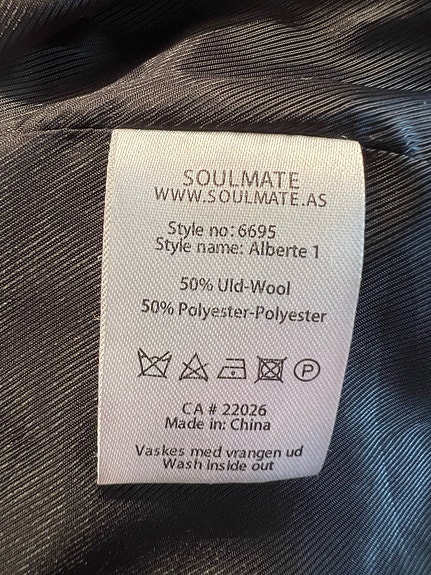 SOULMATE
WWW.SOULMATE.AS
Style no:6695
Style name: Alberte 1
50% Uld-Wool
50% Polyester-Polyester
P
CA # 22026
Made in: China
Vaskes med vrangen ud
Wash Inside out